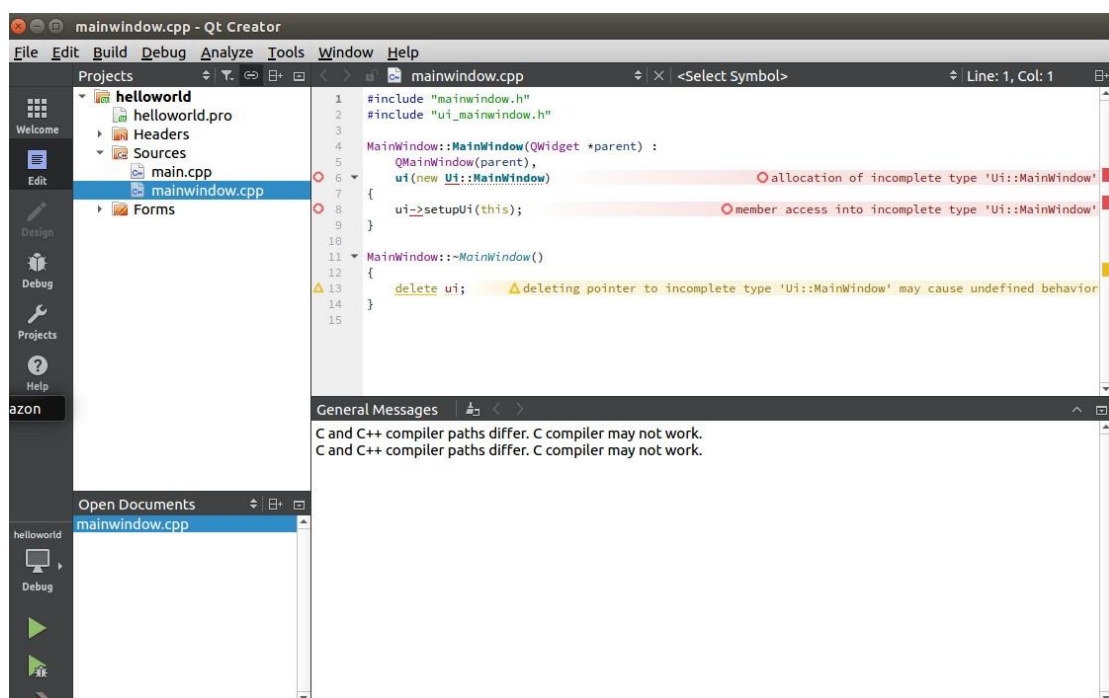 mainwindow.cpp - Qt Creator
File Edit Build Debug Analyze Tools Window Help
Projects
mainwindow.cpp
<Select Symbol>
Line: 1, Col: 1
Welcome
Edit
Design
Debug
Projects
Help
azon
helloworld
Debug
helloworld
helloworld.pro
Headers
Sources
main.cpp
mainwindow.cpp
Forms
Open Documents
mainwindow.cpp
1 #include "mainwindow.h"
2 #include "ui_mainwindow.h"
3
4 MainWindow::MainWindow(QWidget *parent) :
5 QMainWindow(parent),
6 ui(new Ui::MainWindow) allocation of incomplete type 'Ui::MainWindow'
7 {
8 ui->setupUi(this); member access into incomplete type 'Ui::MainWindow'
9 }
10
11 MainWindow::~MainWindow()
12 {
13 delete ui; deleting pointer to incomplete type 'Ui::MainWindow' may cause undefined behavior
14 }
15
General Messages
C and C++ compiler paths differ. C compiler may not work.
C and C++ compiler paths differ. C compiler may not work.